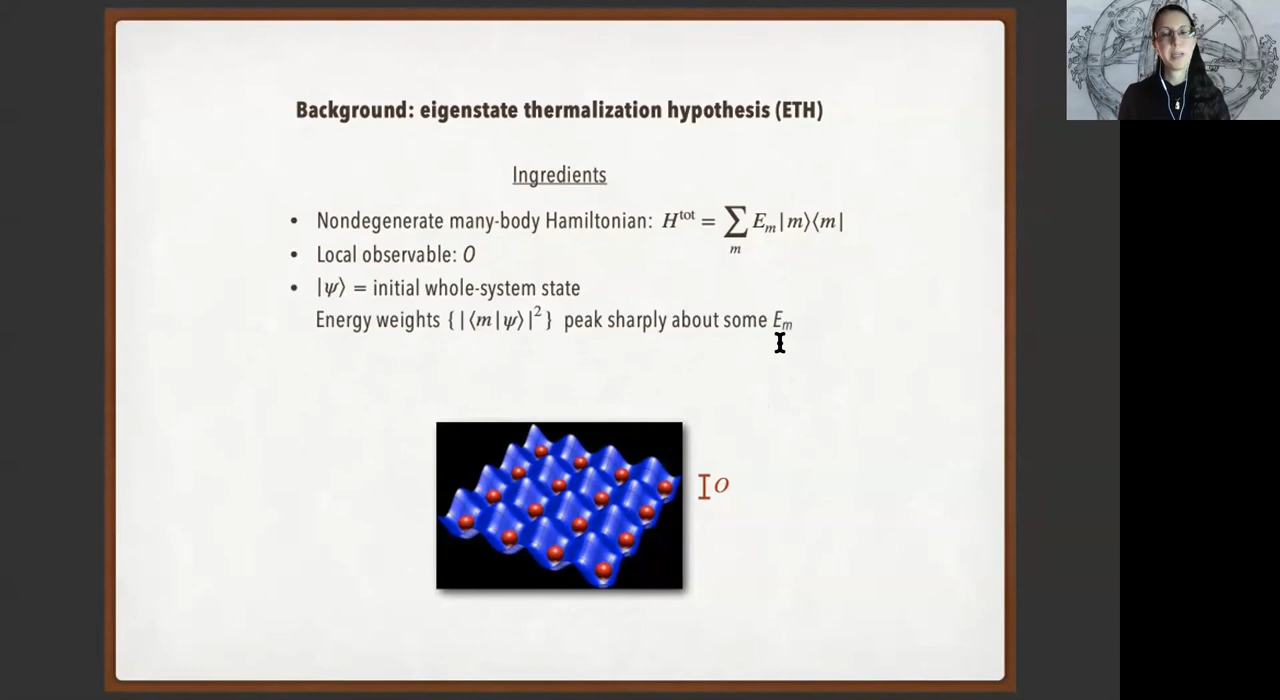 Background: eigenstate thermalization hypothesis (ETH)
Ingredients
• Nondegenerate many-body Hamiltonian: H^tot = ∑_m E_m |m⟩⟨m|
• Local observable: O
• |ψ⟩ = initial whole-system state
Energy weights { |⟨m|ψ⟩|² } peak sharply about some E_m
O